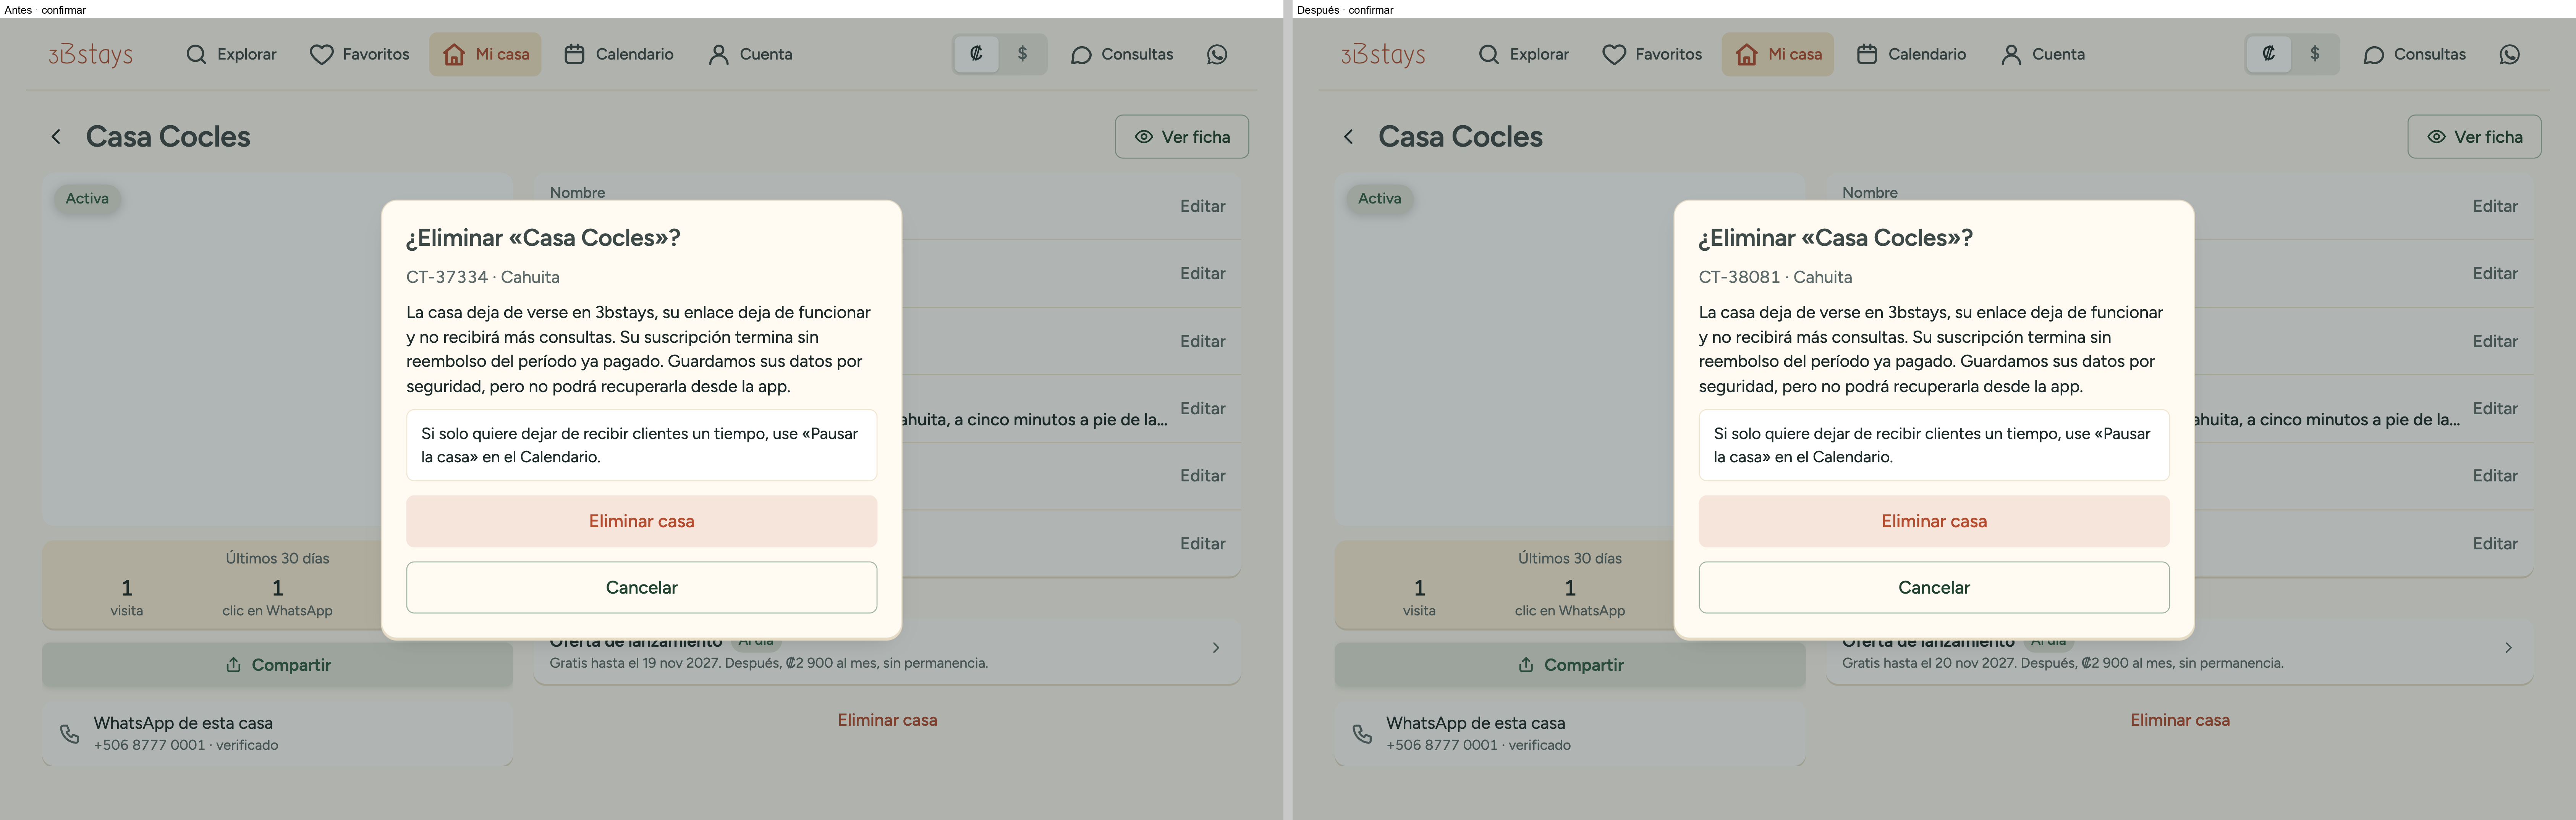 Antes · confirmar
3Bstays
Explorar
Favoritos
Mi casa
Calendario
Cuenta
₡
$
Consultas
Casa Cocles
Ver ficha
Activa
Nombre
Editar
Editar
Editar
ahuita, a cinco minutos a pie de la...
Editar
Editar
Editar
¿Eliminar «Casa Cocles»?
CT-37334 · Cahuita
La casa deja de verse en 3bstays, su enlace deja de funcionar
y no recibirá más consultas. Su suscripción termina sin
reembolso del período ya pagado. Guardamos sus datos por
seguridad, pero no podrá recuperarla desde la app.
Si solo quiere dejar de recibir clientes un tiempo, use «Pausar
la casa» en el Calendario.
Eliminar casa
Cancelar
Últimos 30 días
1
visita
1
clic en WhatsApp
Compartir
WhatsApp de esta casa
+506 8777 0001 · verificado
Oferta de lanzamiento
Al día
Gratis hasta el 19 nov 2027. Después, ₡2 900 al mes, sin permanencia.
Eliminar casa
Después · confirmar
3Bstays
Explorar
Favoritos
Mi casa
Calendario
Cuenta
₡
$
Consultas
Casa Cocles
Ver ficha
Activa
Nombre
Editar
Editar
Editar
ahuita, a cinco minutos a pie de la...
Editar
Editar
Editar
¿Eliminar «Casa Cocles»?
CT-38081 · Cahuita
La casa deja de verse en 3bstays, su enlace deja de funcionar
y no recibirá más consultas. Su suscripción termina sin
reembolso del período ya pagado. Guardamos sus datos por
seguridad, pero no podrá recuperarla desde la app.
Si solo quiere dejar de recibir clientes un tiempo, use «Pausar
la casa» en el Calendario.
Eliminar casa
Cancelar
Últimos 30 días
1
visita
1
clic en WhatsApp
Compartir
WhatsApp de esta casa
+506 8777 0001 · verificado
Oferta de lanzamiento
Al día
Gratis hasta el 20 nov 2027. Después, ₡2 900 al mes, sin permanencia.
Eliminar casa